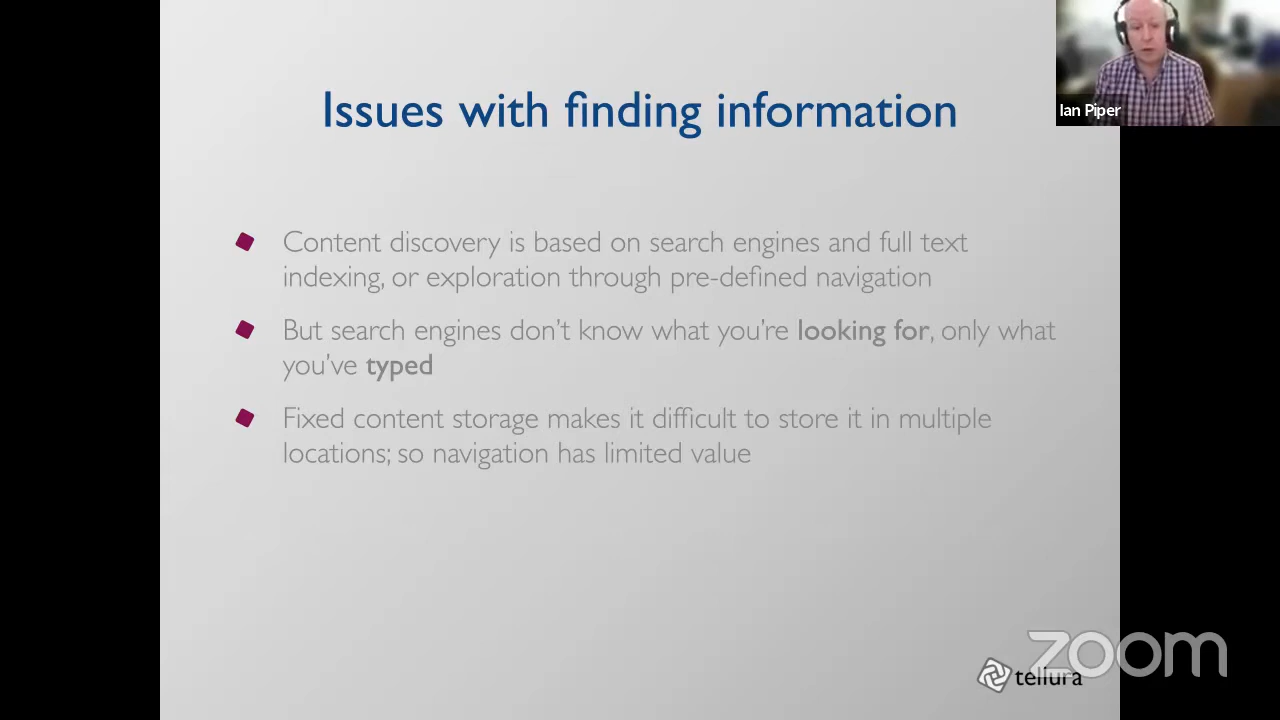 Issues with finding information
Ian Piper
Content discovery is based on search engines and full text
indexing, or exploration through pre-defined navigation
But search engines don't know what you're looking for, only what
you've typed
Fixed content storage makes it difficult to store it in multiple
locations; so navigation has limited value
zoom
tellura